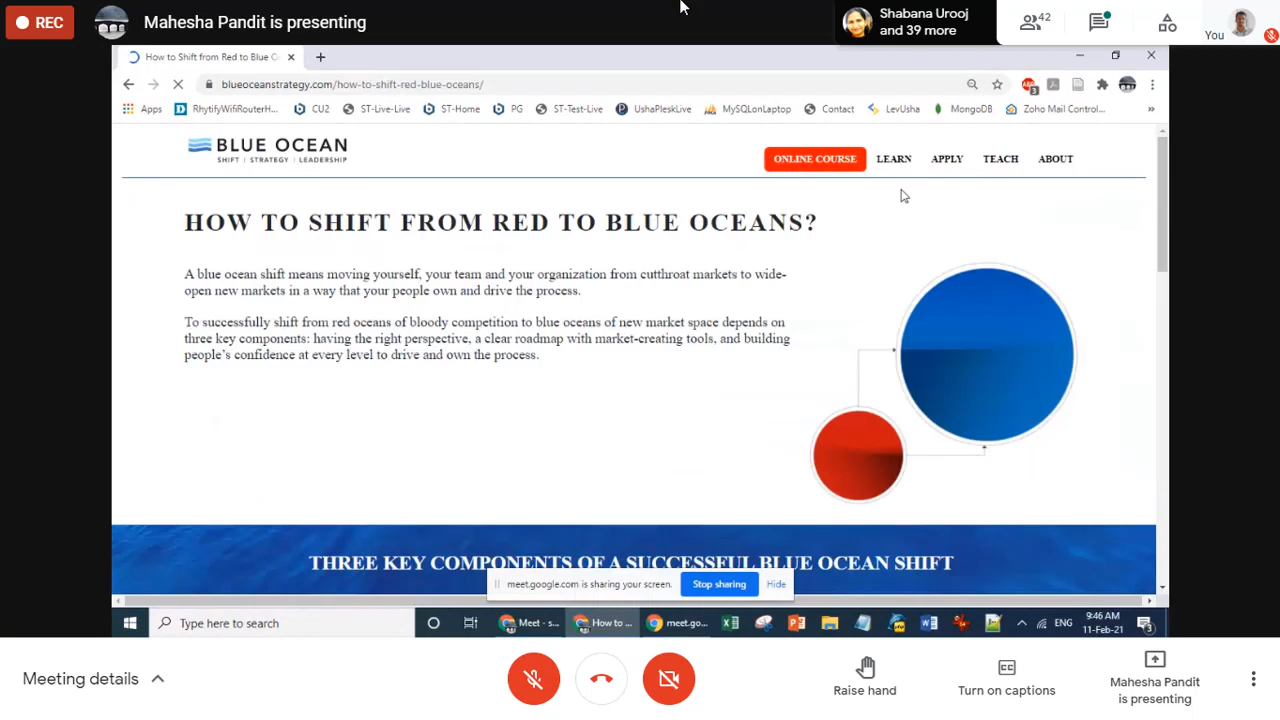 REC
Mahesha Pandit is presenting
Shabana Urooj
and 39 more
42
You
How to Shift from Red to Blue O
blueoceanstrategy.com/how-to-shift-red-blue-oceans/
Apps RhytifyWifiRouterH... CU2 ST-Live-Live ST-Home PG ST-Test-Live UshaPleskLive MySQLonLaptop Contact LevUsha MongoDB Zoho Mail Control... »
BLUE OCEAN
SHIFT | STRATEGY | LEADERSHIP
ONLINE COURSE LEARN APPLY TEACH ABOUT
HOW TO SHIFT FROM RED TO BLUE OCEANS?
A blue ocean shift means moving yourself, your team and your organization from cutthroat markets to wide-
open new markets in a way that your people own and drive the process.
To successfully shift from red oceans of bloody competition to blue oceans of new market space depends on
three key components: having the right perspective, a clear roadmap with market-creating tools, and building
people's confidence at every level to drive and own the process.
THREE KEY COMPONENTS OF A SUCCESSFUL BLUE OCEAN SHIFT
meet.google.com is sharing your screen. Stop sharing Hide
Type here to search
Meet - s... How to ... meet.go...
ENG
9:46 AM
11-Feb-21
3
Meeting details
Raise hand
Turn on captions
Mahesha Pandit
is presenting